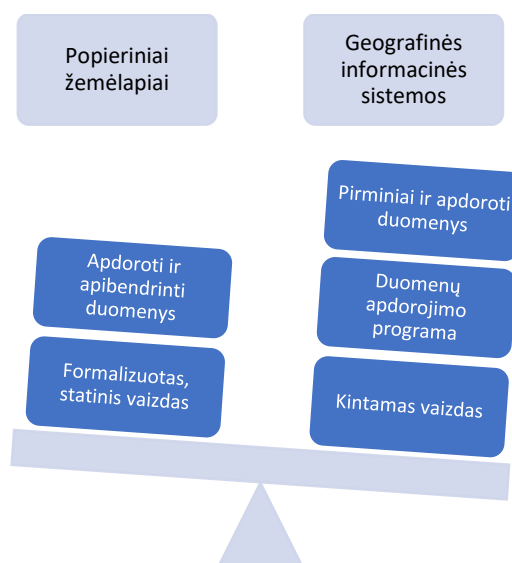 Popieriniai
žemėlapiai
Geografinės
informacinės
sistemos
Apdoroti ir
apibendrinti
duomenys
Formalizuotas,
statinis vaizdas
Pirminiai ir apdoroti
duomenys
Duomenų
apdorojimo
programa
Kintamas vaizdas